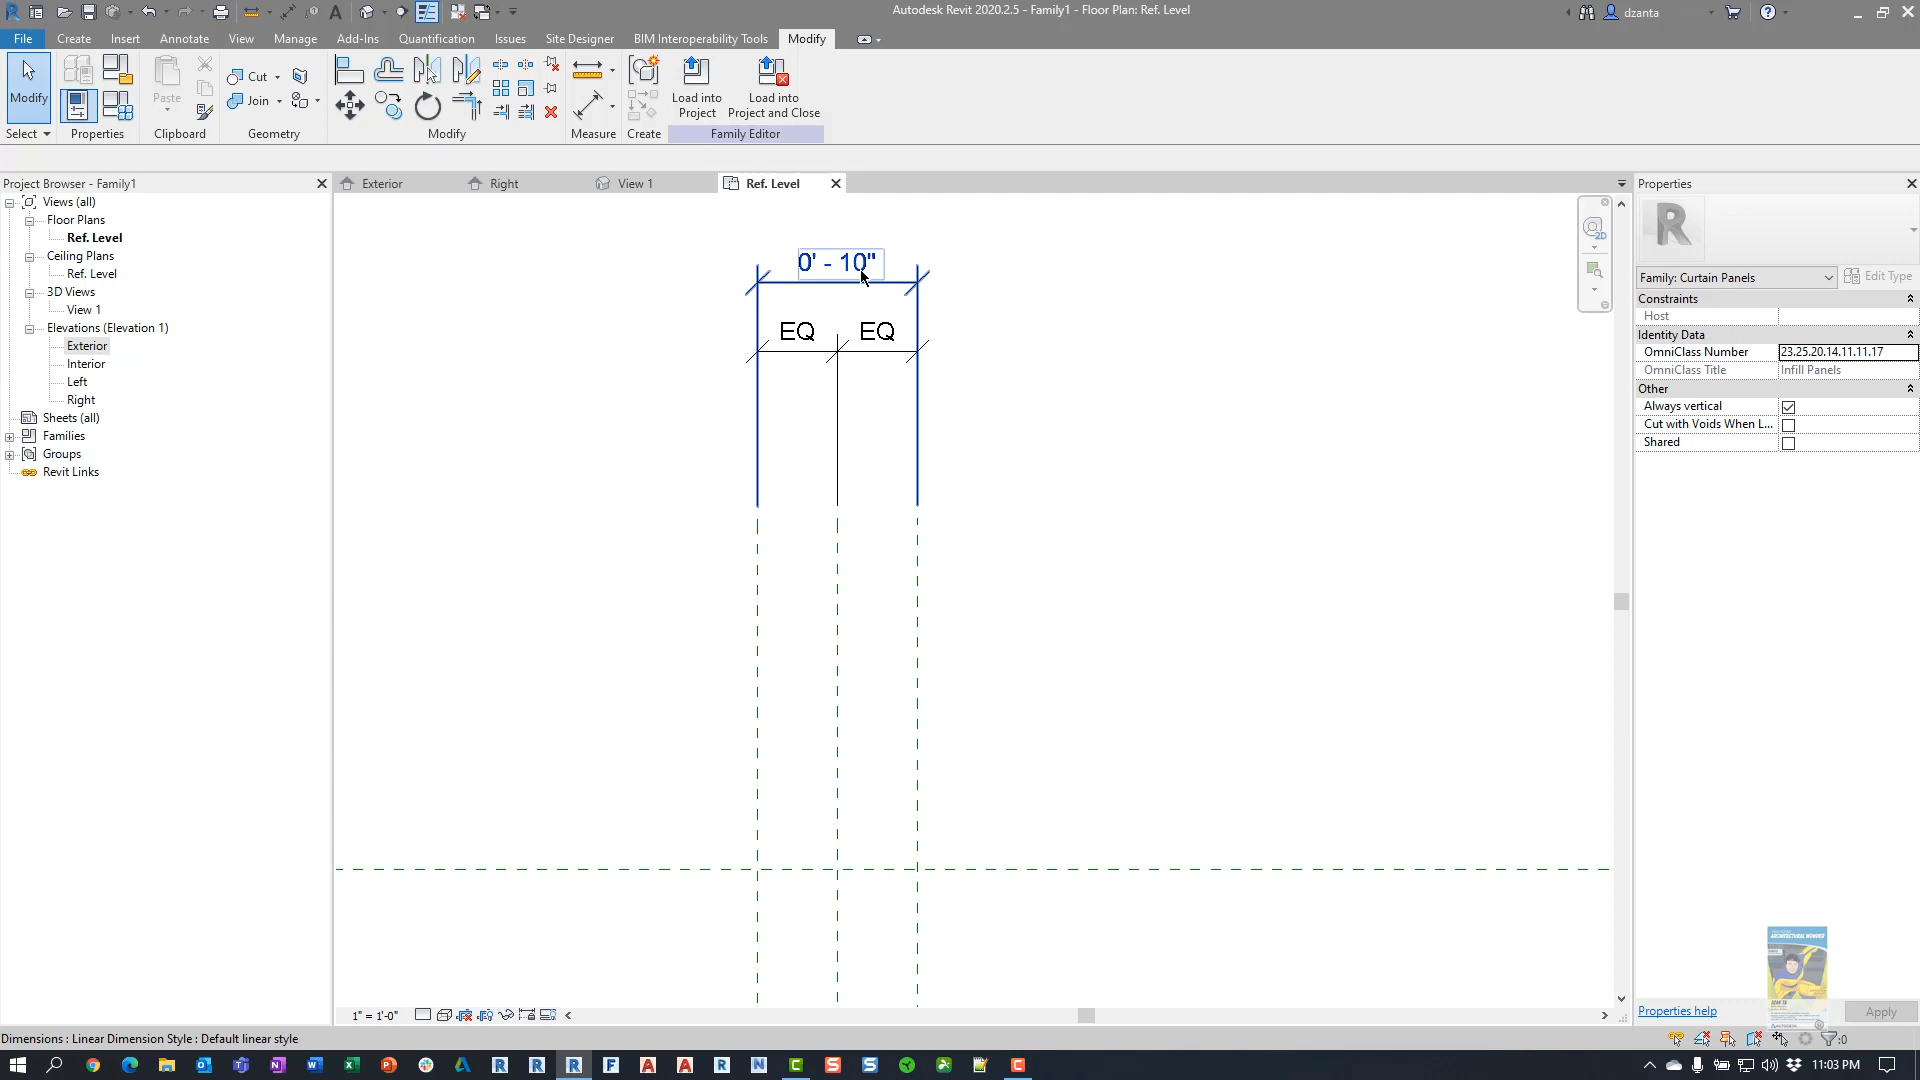 Autodesk Revit 2020.2.5 - Family1 - Floor Plan: Ref. Level
dzanta
File Create Insert Annotate View Manage Add-Ins Quantification Issues Site Designer BIM Interoperability Tools Modify
Modify
Paste
Cut
Join
Load into Project
Load into Project and Close
Select Properties Clipboard Geometry Modify Measure Create Family Editor
Project Browser - Family1
Views (all)
Floor Plans
Ref. Level
Ceiling Plans
Ref. Level
3D Views
View 1
Elevations (Elevation 1)
Exterior
Interior
Left
Right
Sheets (all)
Families
Groups
Revit Links
Exterior
Right
View 1
Ref. Level
0' - 10"
EQ EQ
2D
Properties
R
Family: Curtain Panels
Edit Type
Constraints
Host
Identity Data
OmniClass Number 23.25.20.14.11.11.17
OmniClass Title Infill Panels
Other
Always vertical
Cut with Voids When L...
Shared
ARCHITECTURAL WONDER
Properties help
Apply
1" = 1'-0"
Dimensions : Linear Dimension Style : Default linear style
:0
11:03 PM